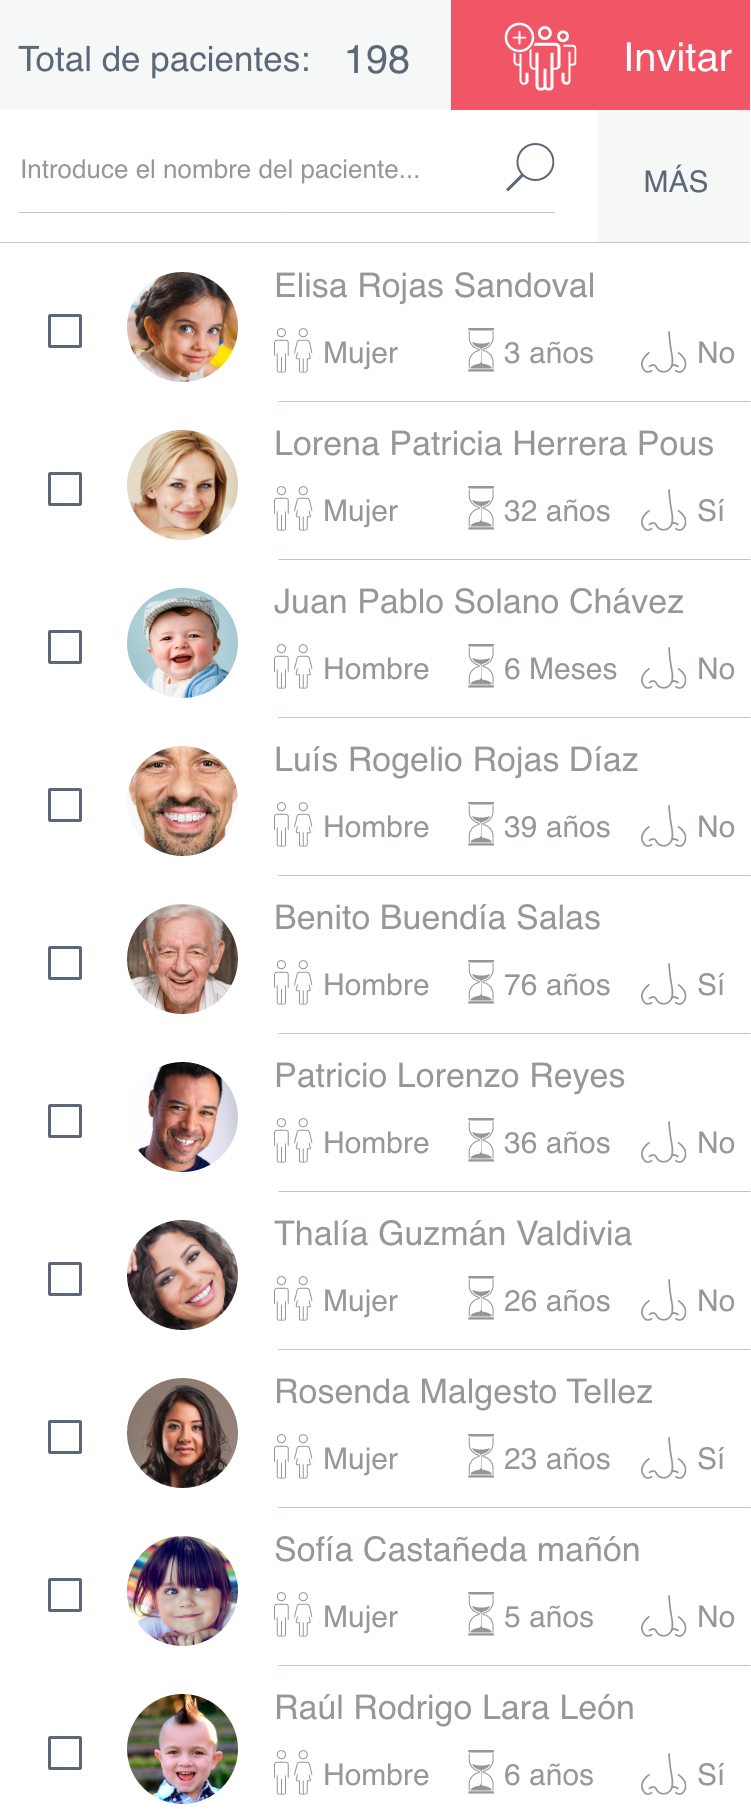 Total de pacientes: 198 Invitar
Introduce el nombre del paciente... MÁS
Elisa Rojas Sandoval
Mujer 3 años No
Lorena Patricia Herrera Pous
Mujer 32 años Sí
Juan Pablo Solano Chávez
Hombre 6 Meses No
Luís Rogelio Rojas Díaz
Hombre 39 años No
Benito Buendía Salas
Hombre 76 años Sí
Patricio Lorenzo Reyes
Hombre 36 años No
Thalía Guzmán Valdivia
Mujer 26 años No
Rosenda Malgesto Tellez
Mujer 23 años Sí
Sofía Castañeda mañón
Mujer 5 años No
Raúl Rodrigo Lara León
Hombre 6 años Sí